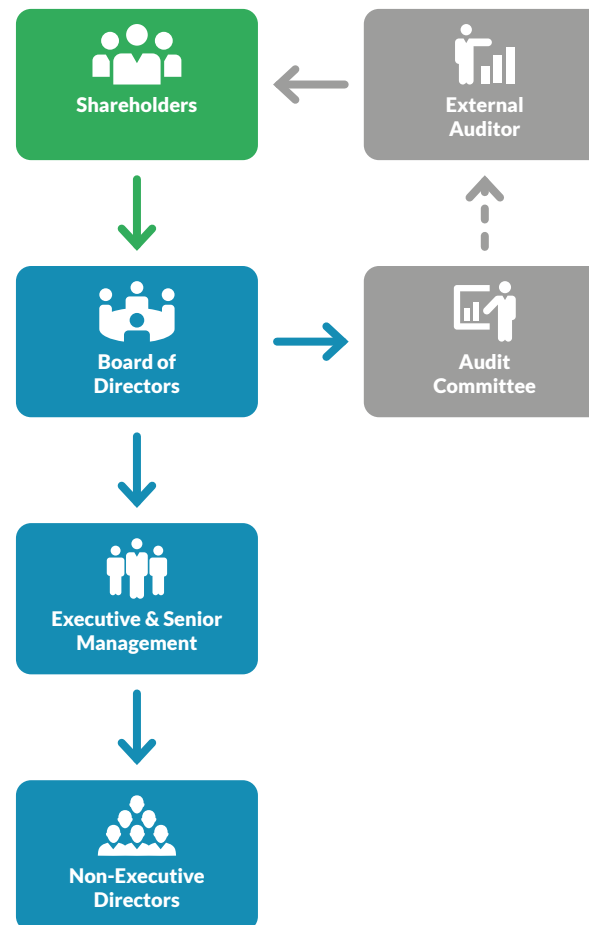 Shareholders
External
Auditor
Board of
Directors
Audit
Committee
Executive & Senior
Management
Non-Executive
Directors